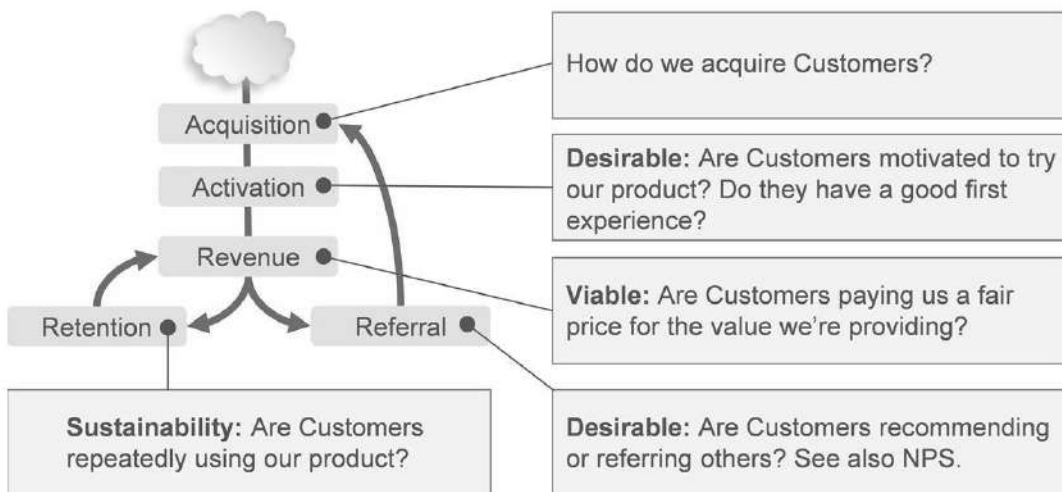 Acquisition
Activation
Revenue
Retention
Referral
How do we acquire Customers?
Desirable: Are Customers motivated to try
our product? Do they have a good first
experience?
Viable: Are Customers paying us a fair
price for the value we're providing?
Sustainability: Are Customers
repeatedly using our product?
Desirable: Are Customers recommending
or referring others? See also NPS.